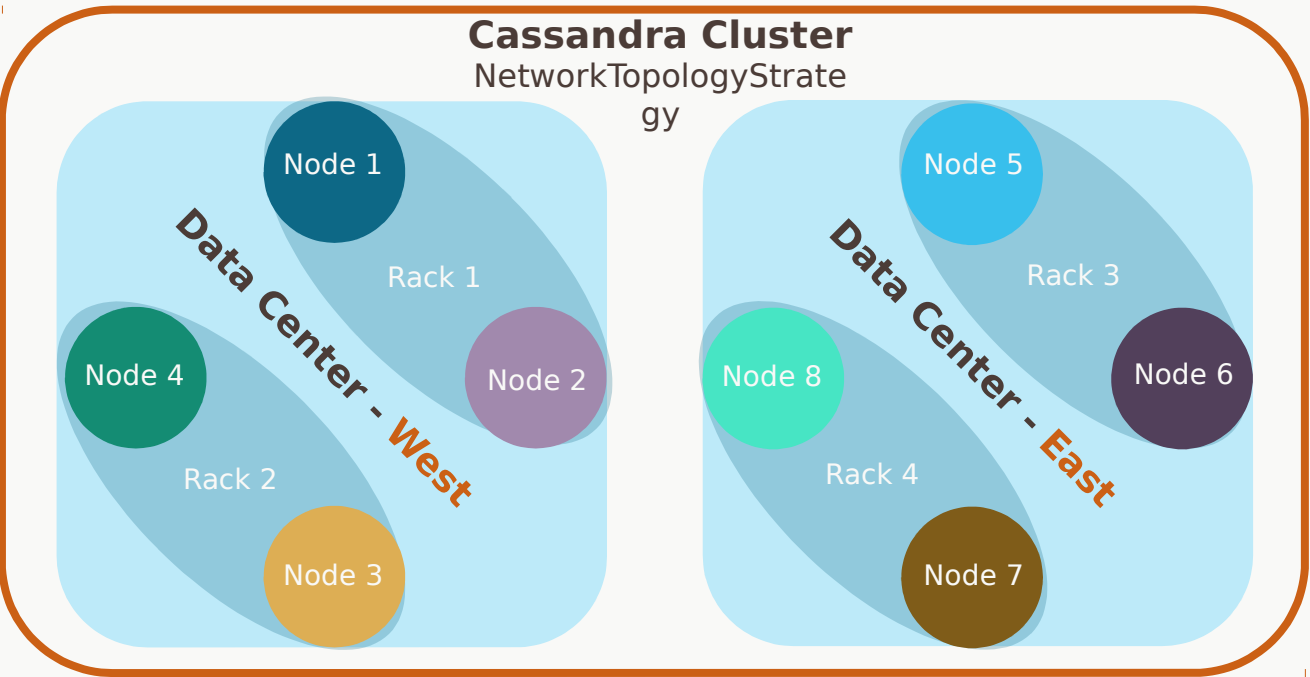 Cassandra Cluster
NetworkTopologyStrate
gy
Node 1
Rack 1
Node 2
Data Center - West
Node 4
Rack 2
Node 3
Node 5
Rack 3
Node 6
Data Center - East
Node 8
Rack 4
Node 7